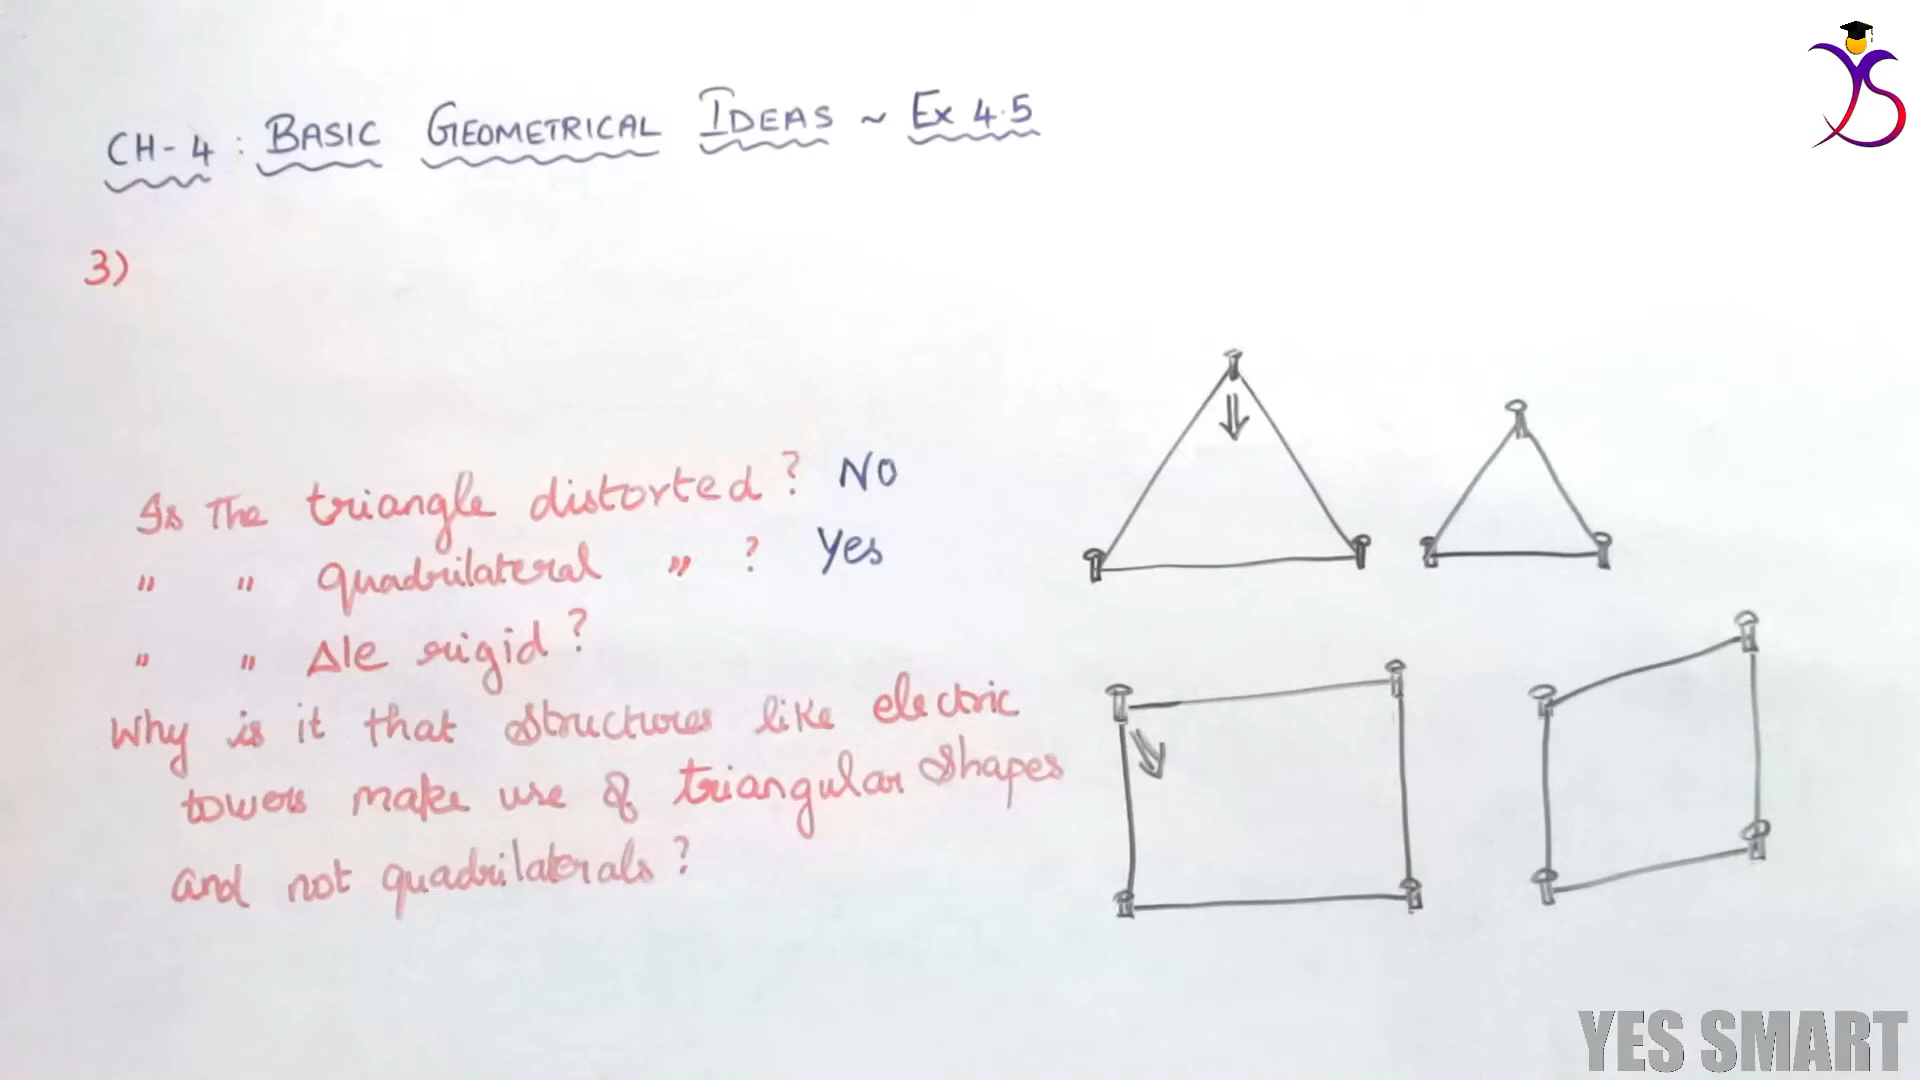 CH-4 : BASIC GEOMETRICAL IDEAS ~ Ex 4.5
3)
Is The triangle distorted ? NO
" " quadrilateral " ? Yes
" " Δle rigid ?
Why is it that structures like electric
towers make use of triangular shapes
and not quadrilaterals ?
YES SMART